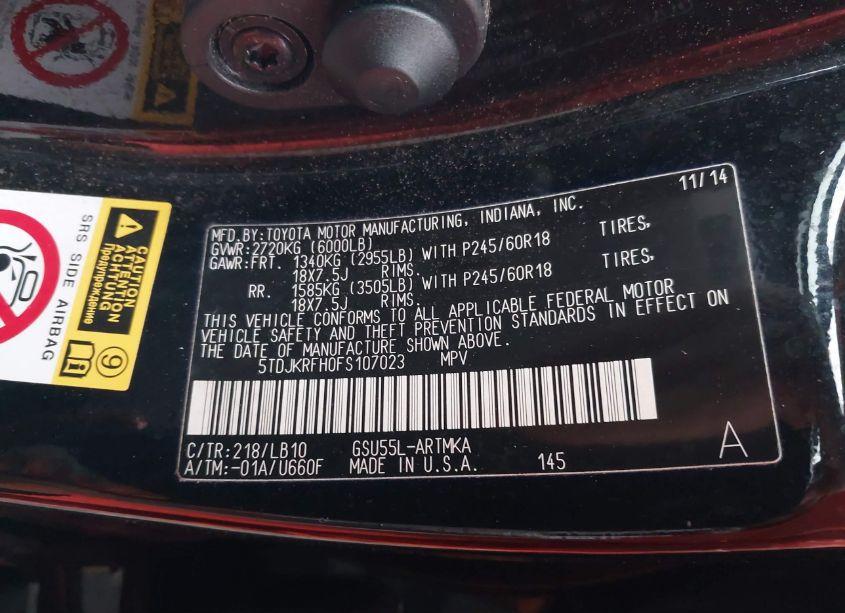 11/14
MFD.BY:TOYOTA MOTOR MANUFACTURING, INDIANA, INC.
GVWR:2720KG (6000LB)
GAWR:FRT. 1340KG (2955LB) WITH P245/60R18 TIRES,
18X7.5J RIMS.
RR. 1585KG (3505LB) WITH P245/60R18 TIRES,
18X7.5J RIMS.
THIS VEHICLE CONFORMS TO ALL APPLICABLE FEDERAL MOTOR
VEHICLE SAFETY AND THEFT PREVENTION STANDARDS IN EFFECT ON
THE DATE OF MANUFACTURE SHOWN ABOVE.
5TDJKRFH0FS107023 MPV
C/TR:218/LB10 GSU55L-ARTMKA
A/TM:-01A/U660F MADE IN U.S.A. 145 A
SRS SIDE AIRBAG
CAUTION
ATTENTION
ACHTUNG
Предупреждение
9